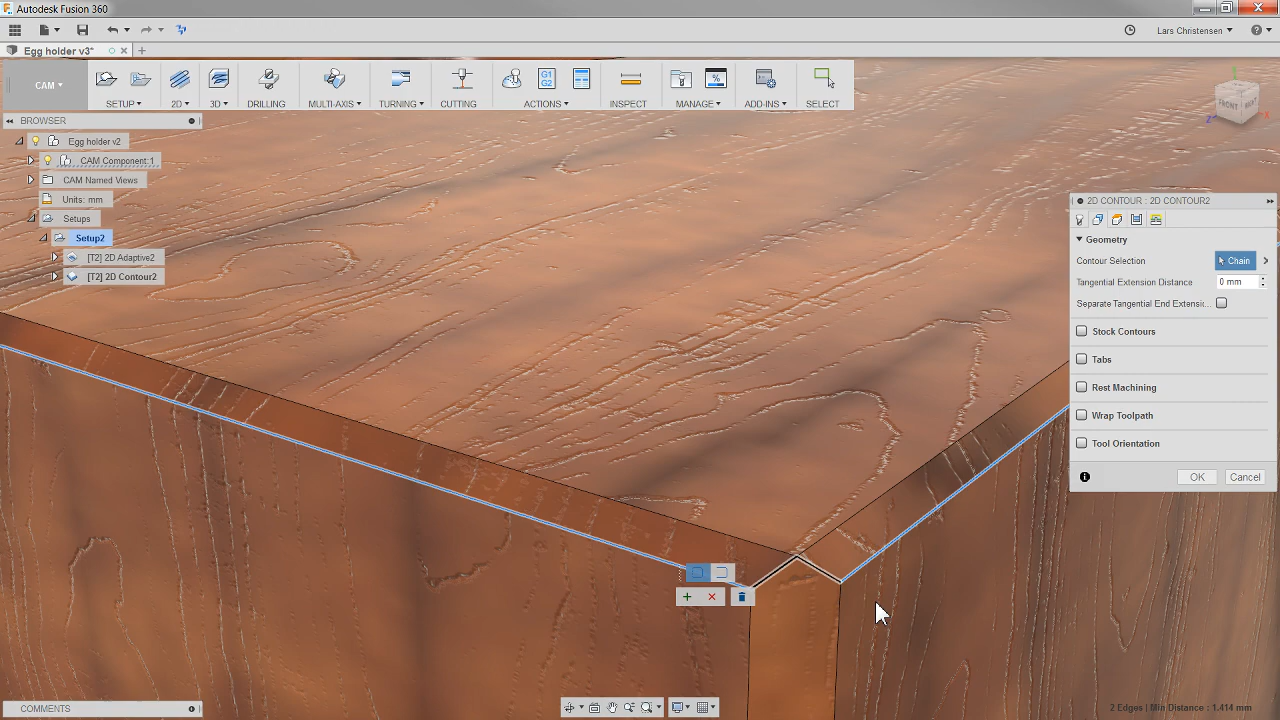 Autodesk Fusion 360
Lars Christensen
Egg holder v3*
CAM
SETUP
2D
3D
DRILLING
MULTI-AXIS
TURNING
CUTTING
G1
G2
ACTIONS
INSPECT
MANAGE
ADD-INS
SELECT
BROWSER
Egg holder v2
CAM Component:1
CAM Named Views
Units: mm
Setups
Setup2
[T2] 2D Adaptive2
[T2] 2D Contour2
FRONT
Z
X
2D CONTOUR : 2D CONTOUR2
Geometry
Contour Selection Chain
Tangential Extension Distance 0 mm
Separate Tangential End Extensio...
Stock Contours
Tabs
Rest Machining
Wrap Toolpath
Tool Orientation
OK Cancel
COMMENTS
2 Edges | Min Distance : 1.414 mm